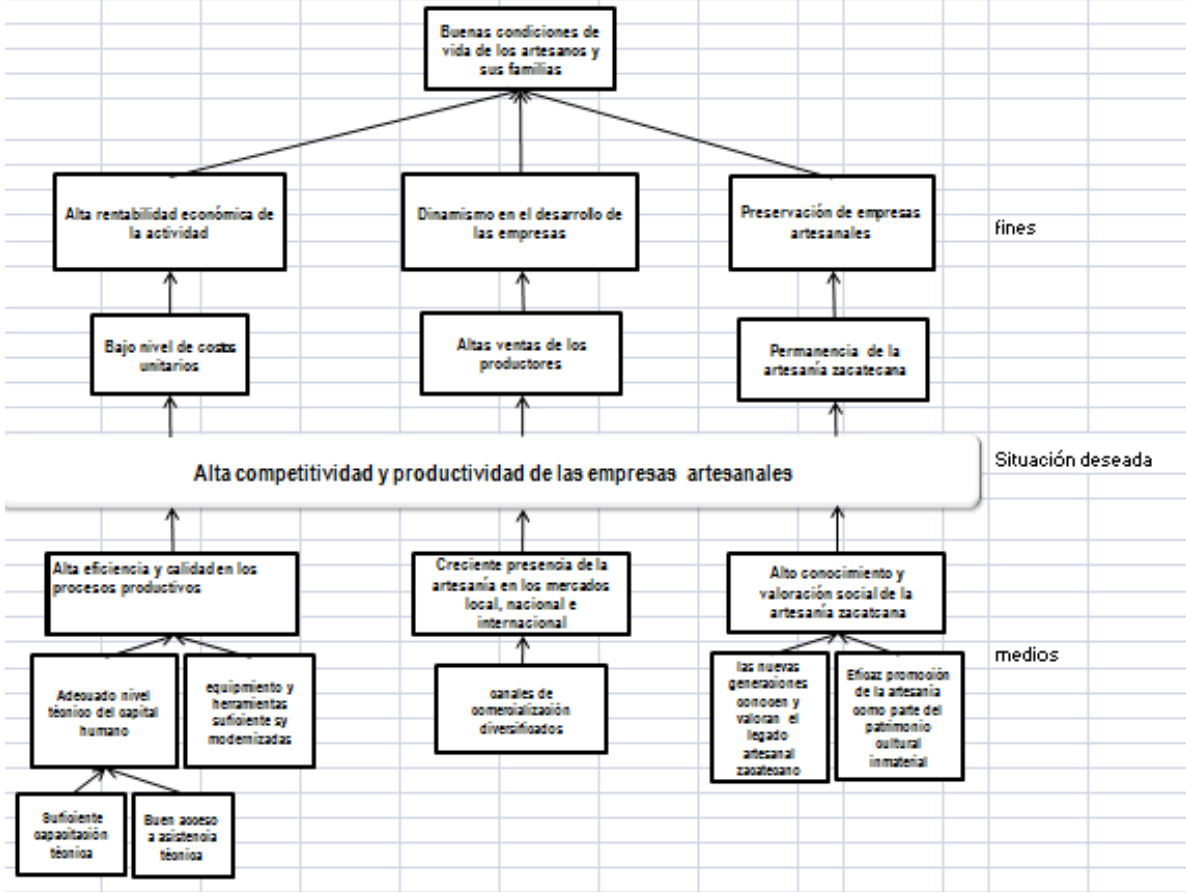 Buenas condiciones de
vida de los artesanos y
sus familias
Alta rentabilidad económica de
la actividad
Dinamismo en el desarrollo de
las empresas
Preservación de empresas
artesanales
fines
Bajo nivel de costos
unitarios
Altas ventas de los
productores
Permanencia de la
artesanía zacatecana
Alta competitividad y productividad de las empresas artesanales
Situación deseada
Alta eficiencia y calidad en los
procesos productivos
Creciente presencia de la
artesanía en los mercados
local, nacional e
internacional
Alto conocimiento y
valoración social de la
artesanía zacatcana
medios
Adecuado nivel
técnico del capital
humano
equipmiento y
herramientas
suficiente sy
modernizadas
canales de
comercialización
diversificados
las nuevas
generaciones
conocen y
valoran el
legado
artesanal
zacatecano
Eficaz promoción
de la artesanía
como parte del
patrimonio
cultural
inmaterial
Suficiente
capacitación
técnica
Buen acceso
a asistencia
técnica